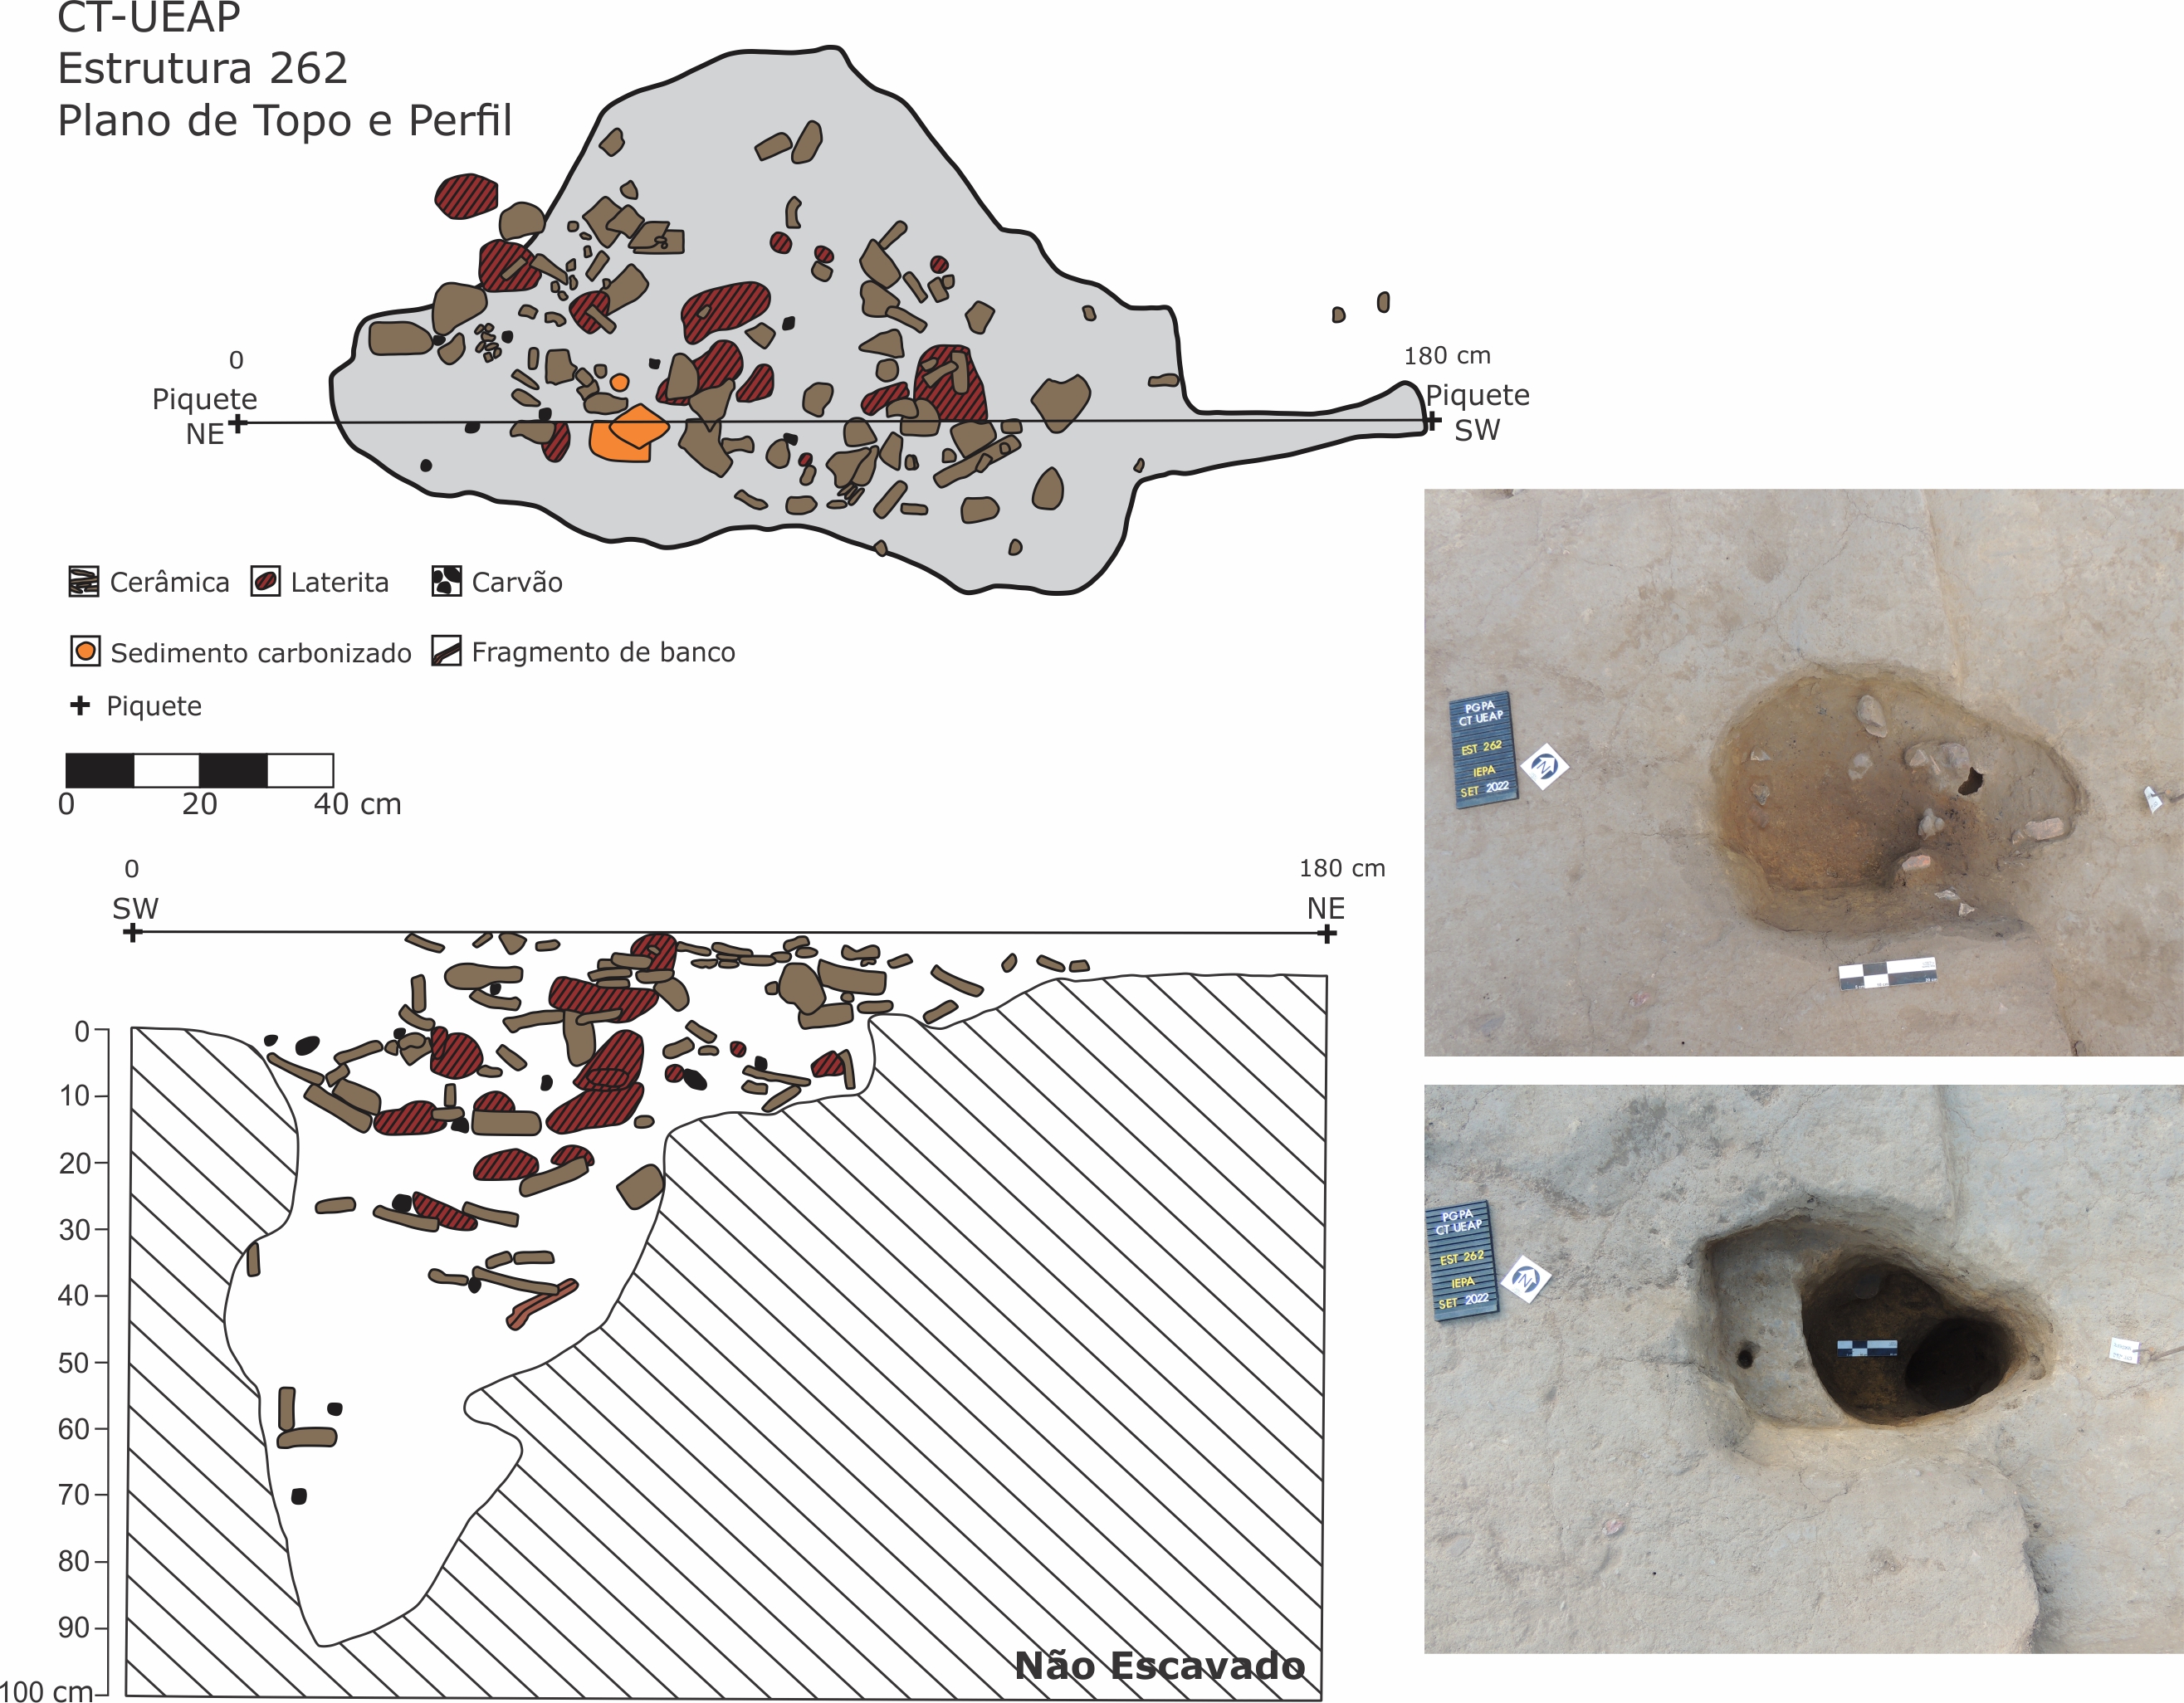 CT-UEAP
Estrutura 262
Plano de Topo e Perfil
0
Piquete
NE
180 cm
Piquete
SW
Cerâmica
Laterita
Carvão
Sedimento carbonizado
Fragmento de banco
Piquete
0 20 40 cm
0
SW
180 cm
NE
0
10
20
30
40
50
60
70
80
90
100 cm
Não Escavado
PGPA
CT UEAP
EST 262
IEPA
SET 2022
N
PGPA
CT UEAP
EST 262
IEPA
SET 2022
N